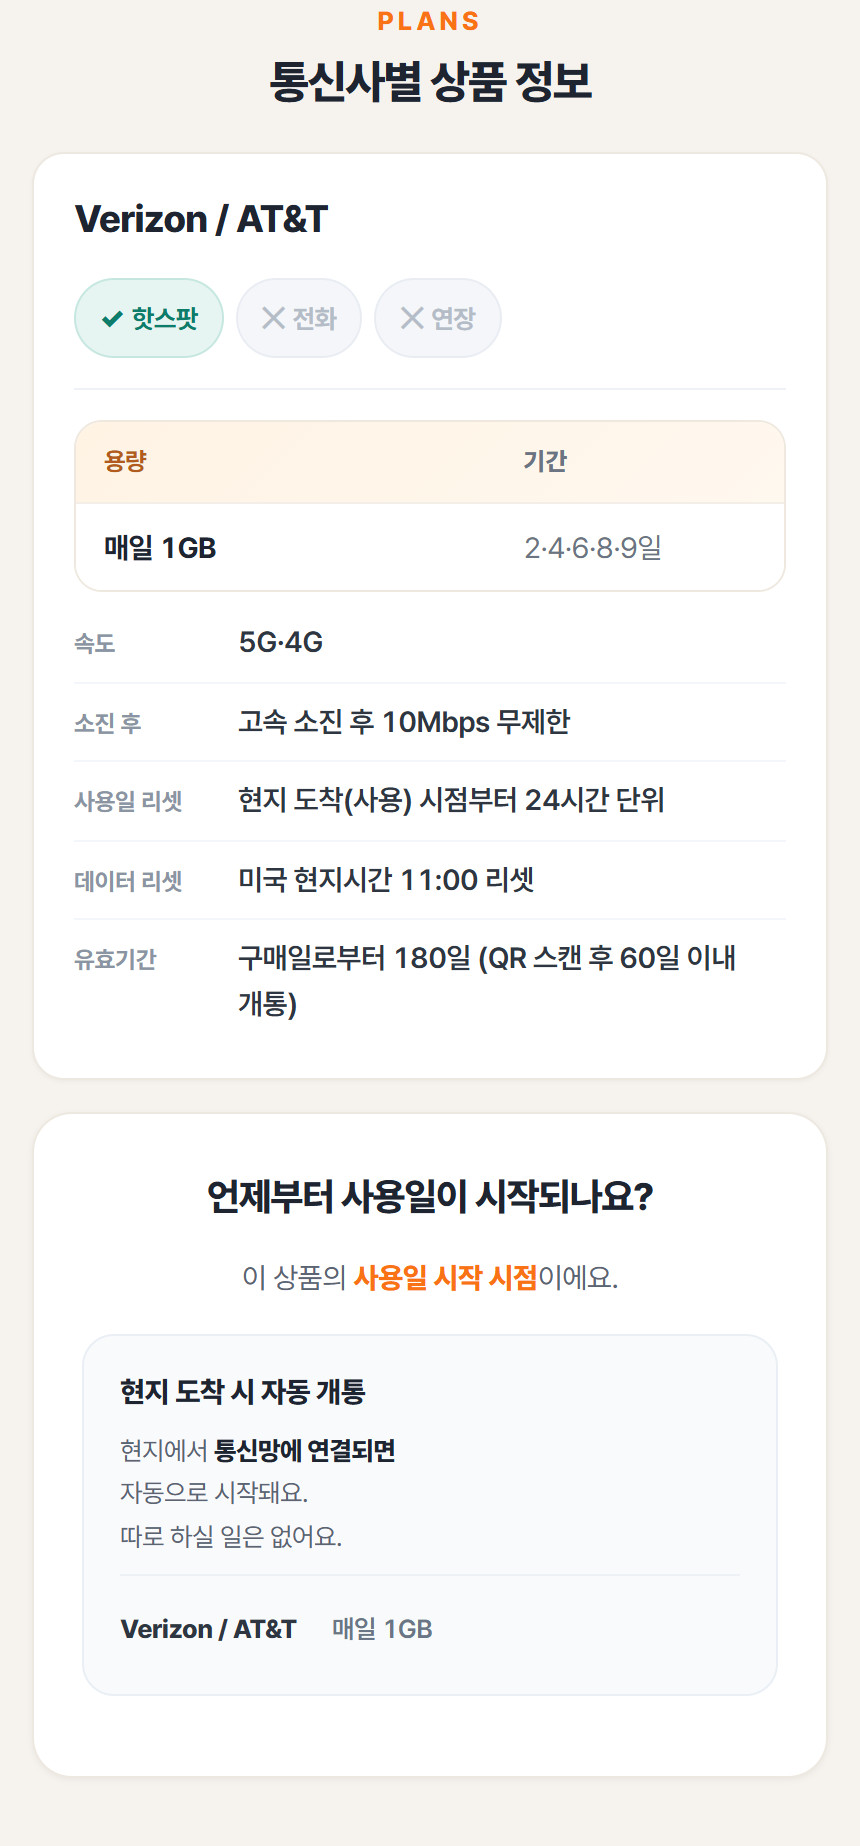 PLANS
통신사별 상품 정보
Verizon / AT&T
✓ 핫스팟
✕ 전화
✕ 연장
용량 기간
매일 1GB 2·4·6·8·9일
속도 5G·4G
소진 후 고속 소진 후 10Mbps 무제한
사용일 리셋 현지 도착(사용) 시점부터 24시간 단위
데이터 리셋 미국 현지시간 11:00 리셋
유효기간 구매일로부터 180일 (QR 스캔 후 60일 이내
개통)
언제부터 사용일이 시작되나요?
이 상품의 사용일 시작 시점이에요.
현지 도착 시 자동 개통
현지에서 통신망에 연결되면
자동으로 시작돼요.
따로 하실 일은 없어요.
Verizon / AT&T 매일 1GB